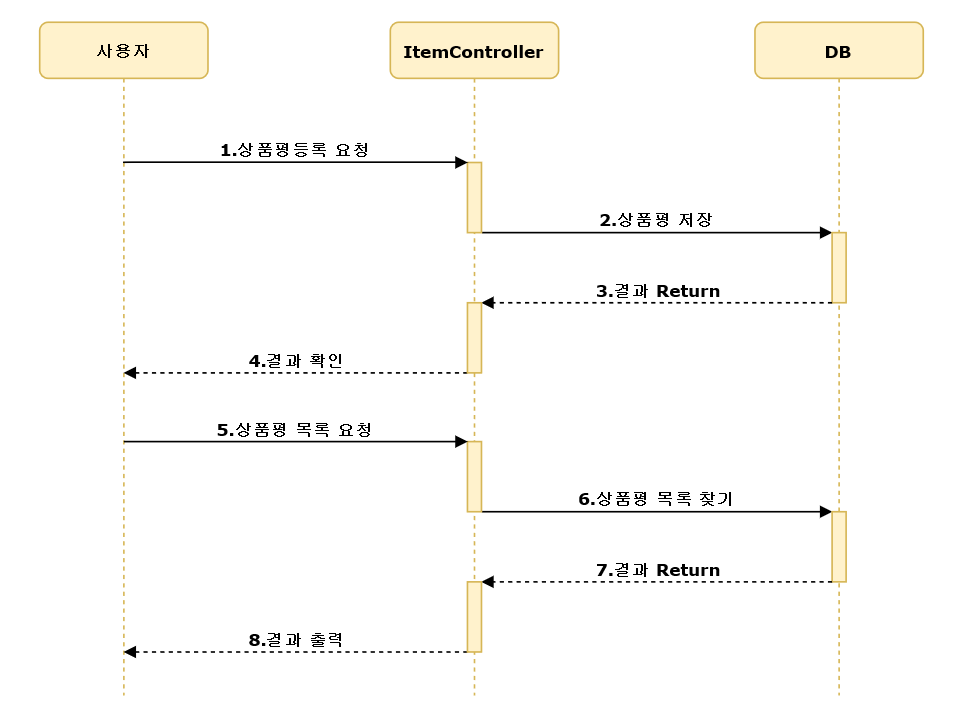 사용자
ItemController
DB
1.상품평등록 요청
2.상품평 저장
3.결과 Return
4.결과 확인
5.상품평 목록 요청
6.상품평 목록 찾기
7.결과 Return
8.결과 출력